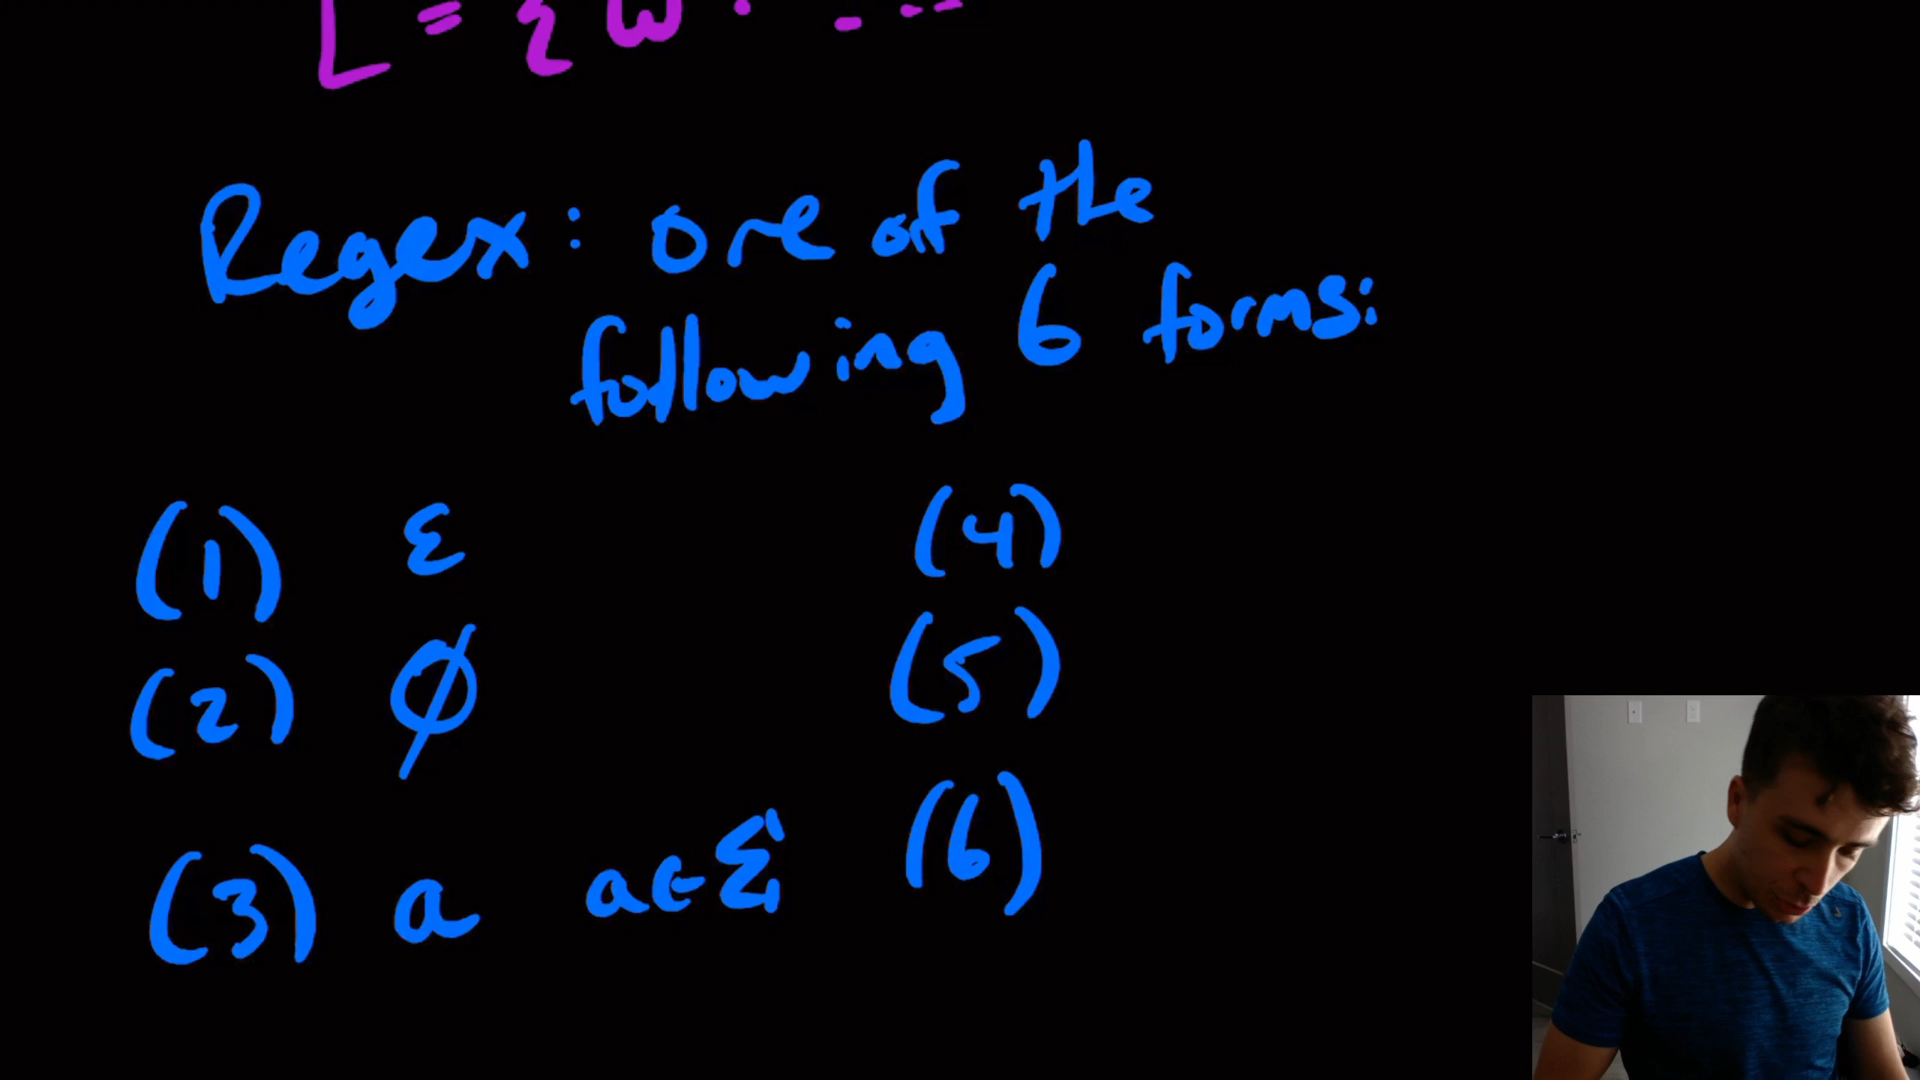 L = {w : - ...
Regex: one of the
following 6 forms:
(1) ε
(2) ∅
(3) a a∈Σ
(4)
(5)
(6)